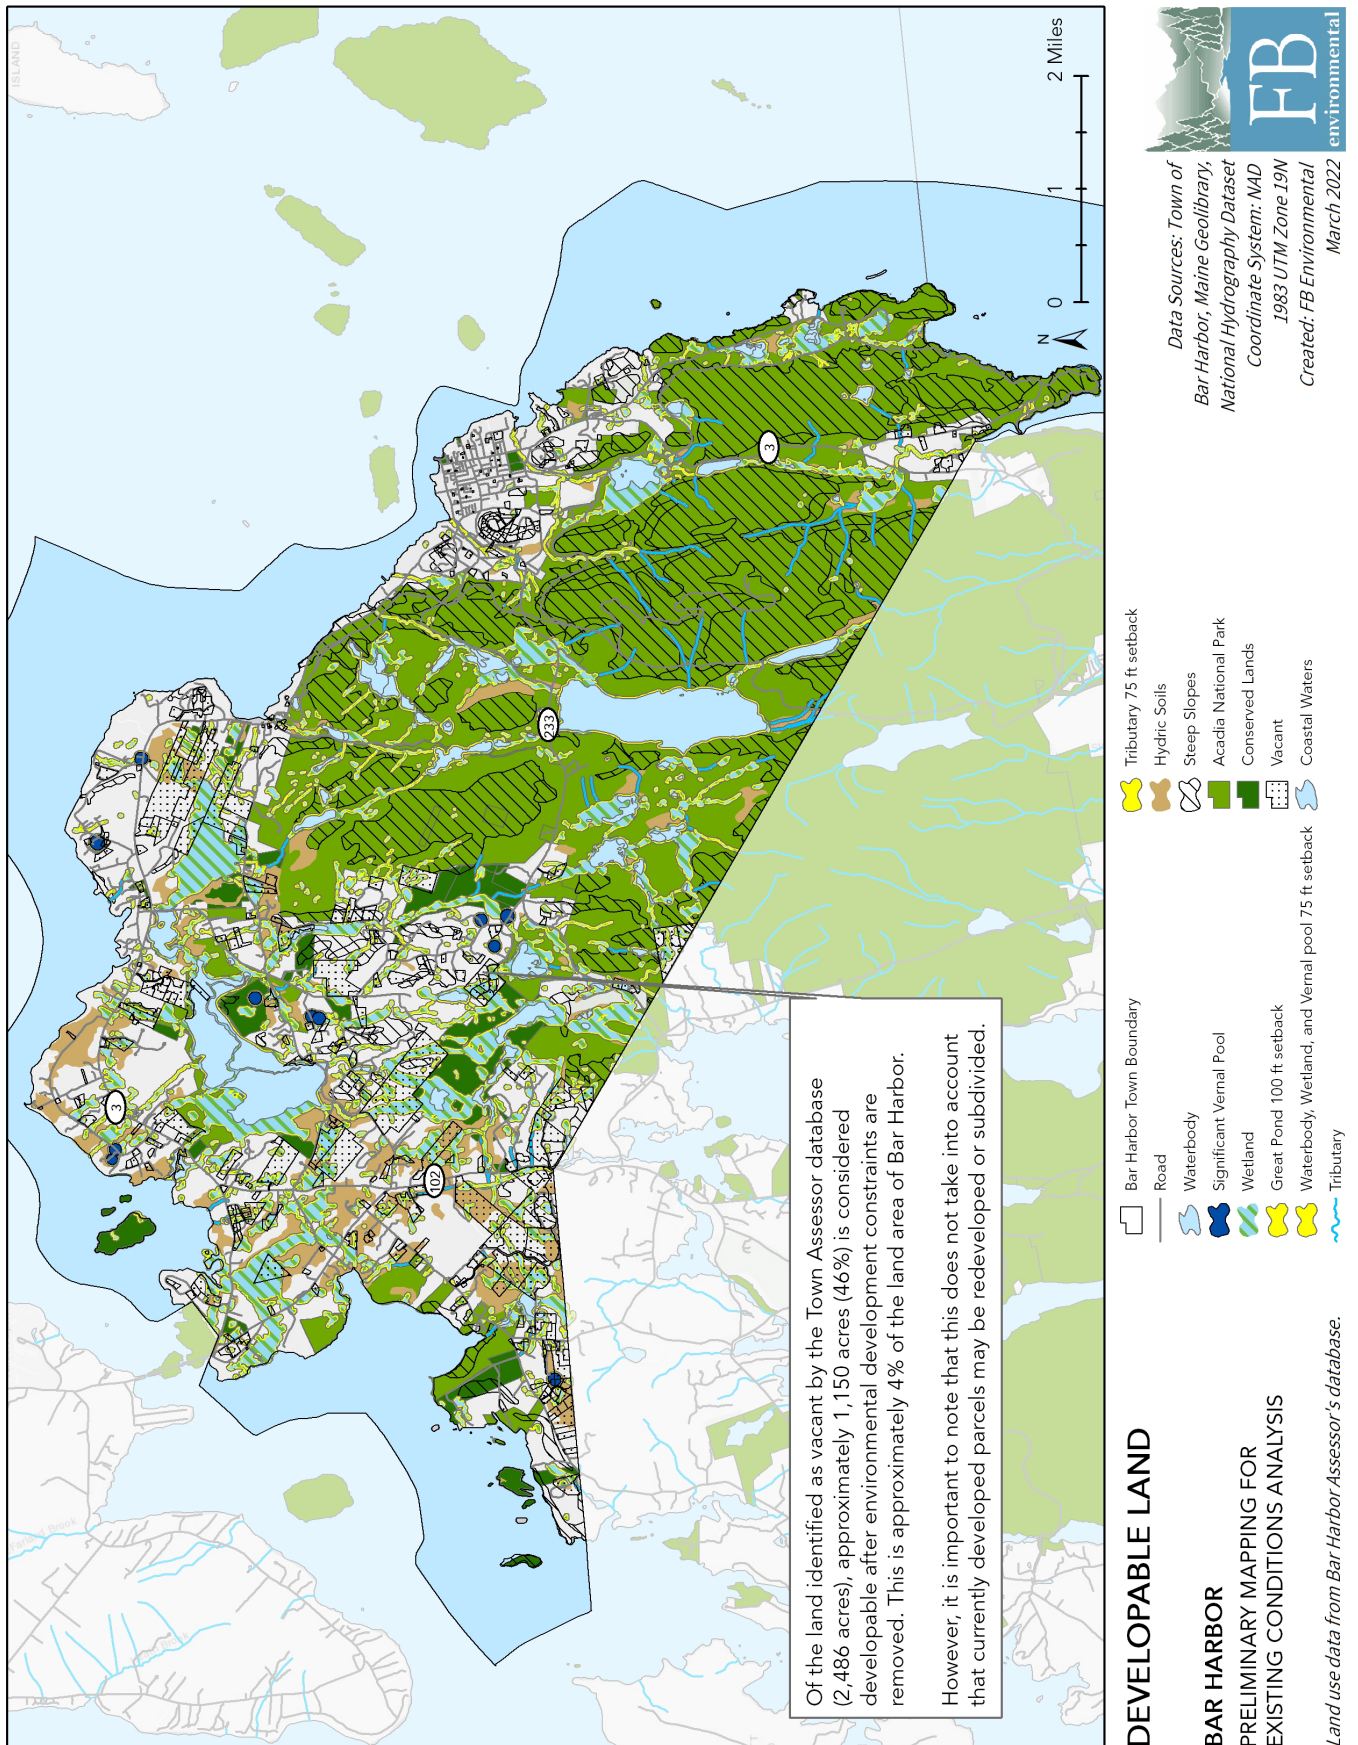 ISLAND
3
233
3
102
Of the land identified as vacant by the Town Assessor database
(2,486 acres), approximately 1,150 acres (46%) is considered
developable after environmental development constraints are
removed. This is approximately 4% of the land area of Bar Harbor.
However, it is important to note that this does not take into account
that currently developed parcels may be redeveloped or subdivided.
N
0 1 2 Miles
DEVELOPABLE LAND
BAR HARBOR
PRELIMINARY MAPPING FOR
EXISTING CONDITIONS ANALYSIS
Land use data from Bar Harbor Assessor's database.
Bar Harbor Town Boundary
Road
Waterbody
Significant Vernal Pool
Wetland
Great Pond 100 ft setback
Waterbody, Wetland, and Vernal pool 75 ft setback
Tributary
Tributary 75 ft setback
Hydric Soils
Steep Slopes
Acadia National Park
Conserved Lands
Vacant
Coastal Waters
Data Sources: Town of
Bar Harbor, Maine Geolibrary,
National Hydrography Dataset
Coordinate System: NAD
1983 UTM Zone 19N
Created: FB Environmental
March 2022
FB
environmental